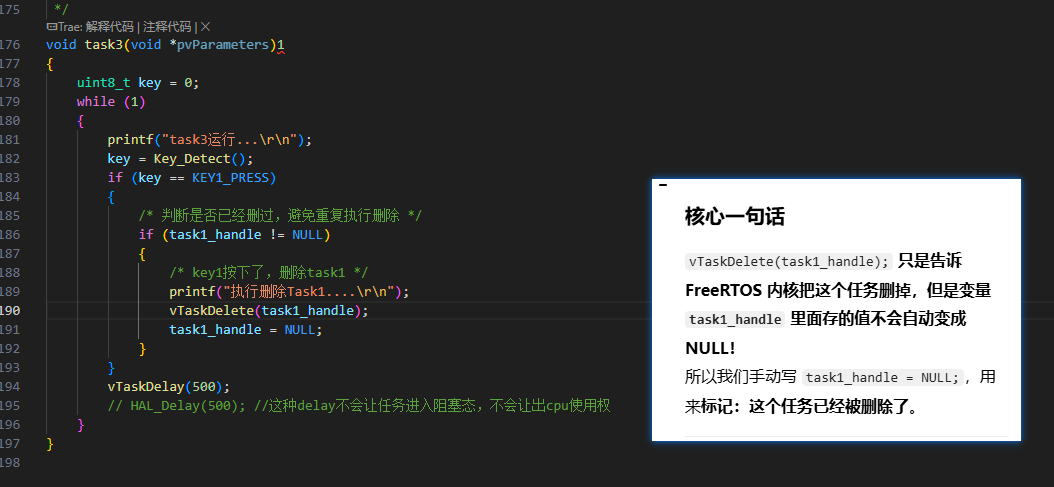 175 */
Trae: 解释代码 | 注释代码 | ×
176 void task3(void *pvParameters)1
177 {
178 uint8_t key = 0;
179 while (1)
180 {
181 printf("task3运行...\r\n");
182 key = Key_Detect();
183 if (key == KEY1_PRESS)
184 {
185 /* 判断是否已经删过，避免重复执行删除 */
186 if (task1_handle != NULL)
187 {
188 /* key1按下了，删除task1 */
189 printf("执行删除Task1....\r\n");
190 vTaskDelete(task1_handle);
191 task1_handle = NULL;
192 }
193 }
194 vTaskDelay(500);
195 // HAL_Delay(500); //这种delay不会让任务进入阻塞态，不会让出cpu使用权
196 }
197 }
198
核心一句话
vTaskDelete(task1_handle); 只是告诉
FreeRTOS 内核把这个任务删掉，但是变量
task1_handle 里面存的值不会自动变成
NULL！
所以我们手动写 task1_handle = NULL; ，用
来标记：这个任务已经被删除了。